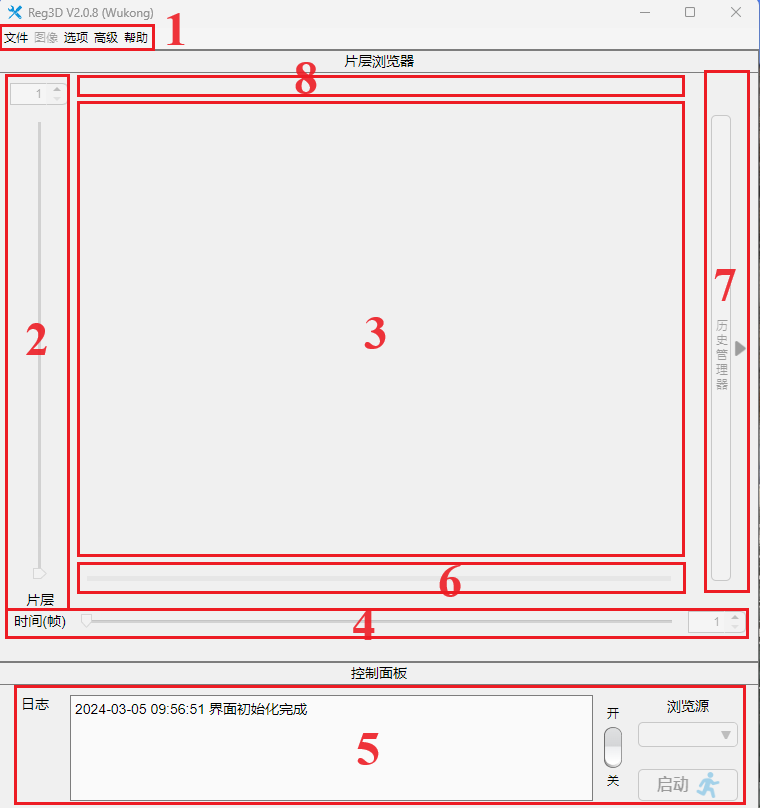 Reg3D V2.0.8 (Wukong)
文件 图像 选项 高级 帮助
1
片层浏览器
8
1
2
3
7
历史管理器
6
片层
时间(帧)
4
1
控制面板
日志
2024-03-05 09:56:51 界面初始化完成
5
开
关
浏览源
启动